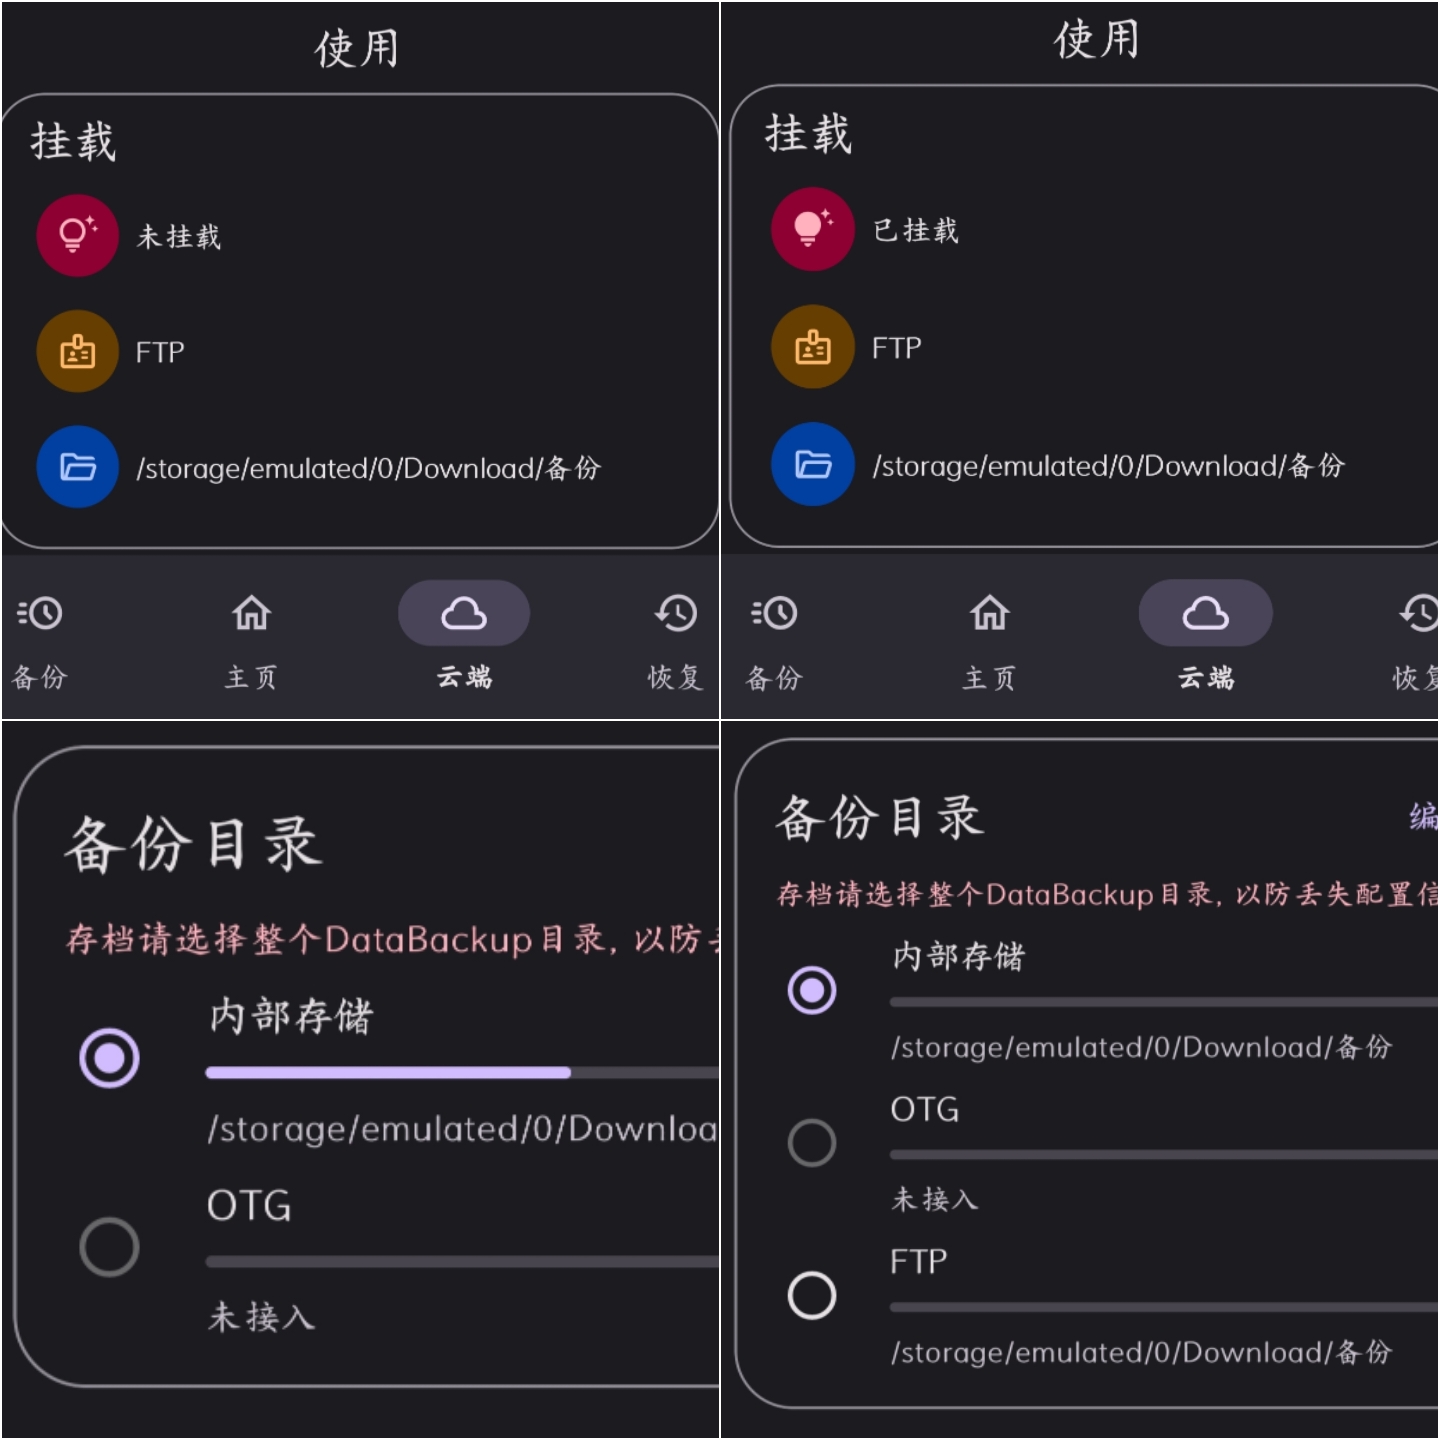 使用
挂载
未挂载
FTP
/storage/emulated/0/Download/备份
备份
主页
云端
恢复
使用
挂载
已挂载
FTP
/storage/emulated/0/Download/备份
备份
主页
云端
恢复
备份目录
存档请选择整个DataBackup目录，以防
内部存储
/storage/emulated/0/Downloa
OTG
未接入
备份目录
编
存档请选择整个DataBackup目录，以防丢失配置信
内部存储
/storage/emulated/0/Download/备份
OTG
未接入
FTP
/storage/emulated/0/Download/备份